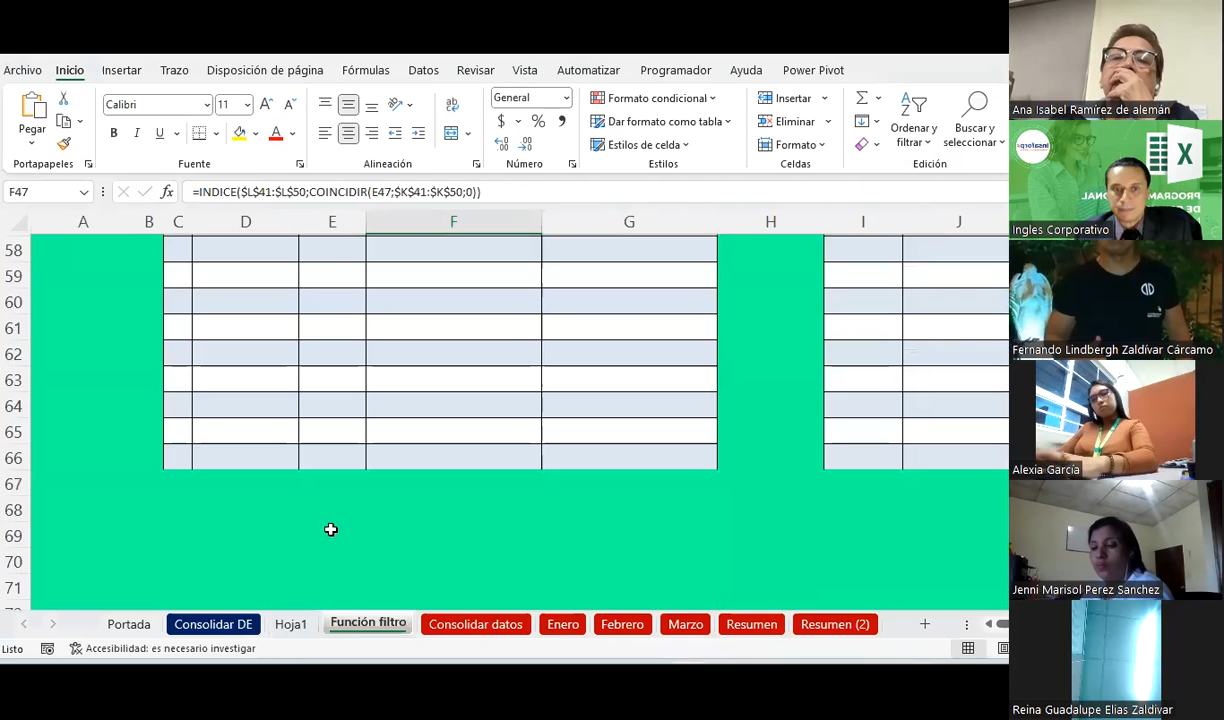 Archivo Inicio Insertar Trazo Disposición de página Fórmulas Datos Revisar Vista Automatizar Programador Ayuda Power Pivot
Pegar
Portapapeles
Calibri 11
N K S
Fuente
Alineación
General
$ % ,
Número
Formato condicional
Dar formato como tabla
Estilos de celda
Estilos
Insertar
Eliminar
Formato
Celdas
Ordenar y filtrar
Buscar y seleccionar
Edición
F47 fx =INDICE($L$41:$L$50;COINCIDIR(E47;$K$41:$K$50;0))
A B C D E F G H I J
58
59
60
61
62
63
64
65
66
67
68
69
70
71
Portada Consolidar DE Hoja1 Función filtro Consolidar datos Enero Febrero Marzo Resumen Resumen (2)
Listo Accesibilidad: es necesario investigar
Ana Isabel Ramírez de alemán
insaforp
X
Ingles Corporativo
Fernando Lindbergh Zaldívar Cárcamo
Alexia García
Jenni Marisol Perez Sanchez
Reina Guadalupe Elias Zaldivar